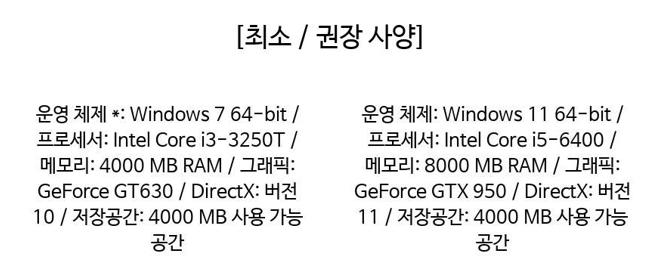 [최소 / 권장 사양]
운영 체제 *: Windows 7 64-bit /
프로세서: Intel Core i3-3250T /
메모리: 4000 MB RAM / 그래픽:
GeForce GT630 / DirectX: 버전
10 / 저장공간: 4000 MB 사용 가능
공간
운영 체제: Windows 11 64-bit /
프로세서: Intel Core i5-6400 /
메모리: 8000 MB RAM / 그래픽:
GeForce GTX 950 / DirectX: 버전
11 / 저장공간: 4000 MB 사용 가능
공간